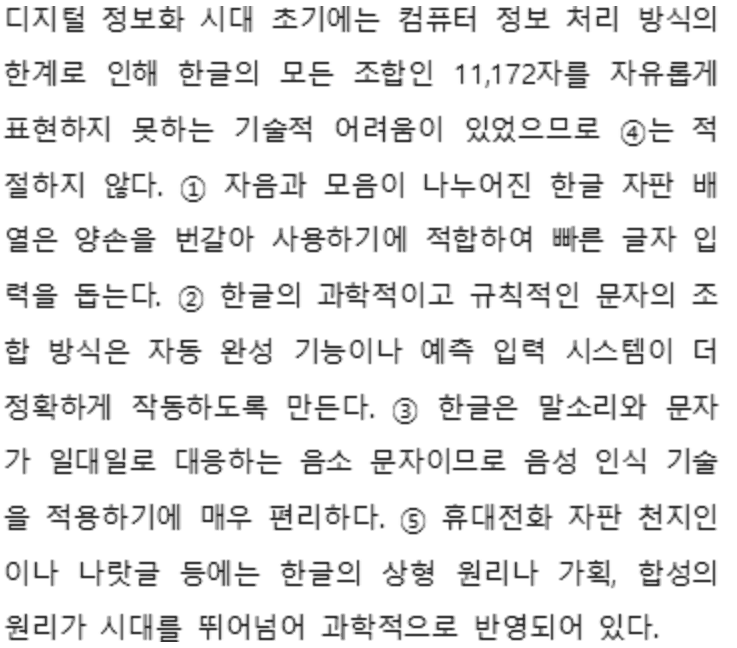 디지털 정보화 시대 초기에는 컴퓨터 정보 처리 방식의
한계로 인해 한글의 모든 조합인 11,172자를 자유롭게
표현하지 못하는 기술적 어려움이 있었으므로 ④는 적
절하지 않다. ① 자음과 모음이 나누어진 한글 자판 배
열은 양손을 번갈아 사용하기에 적합하여 빠른 글자 입
력을 돕는다. ② 한글의 과학적이고 규칙적인 문자의 조
합 방식은 자동 완성 기능이나 예측 입력 시스템이 더
정확하게 작동하도록 만든다. ③ 한글은 말소리와 문자
가 일대일로 대응하는 음소 문자이므로 음성 인식 기술
을 적용하기에 매우 편리하다. ⑤ 휴대전화 자판 천지인
이나 나랏글 등에는 한글의 상형 원리나 가획, 합성의
원리가 시대를 뛰어넘어 과학적으로 반영되어 있다.